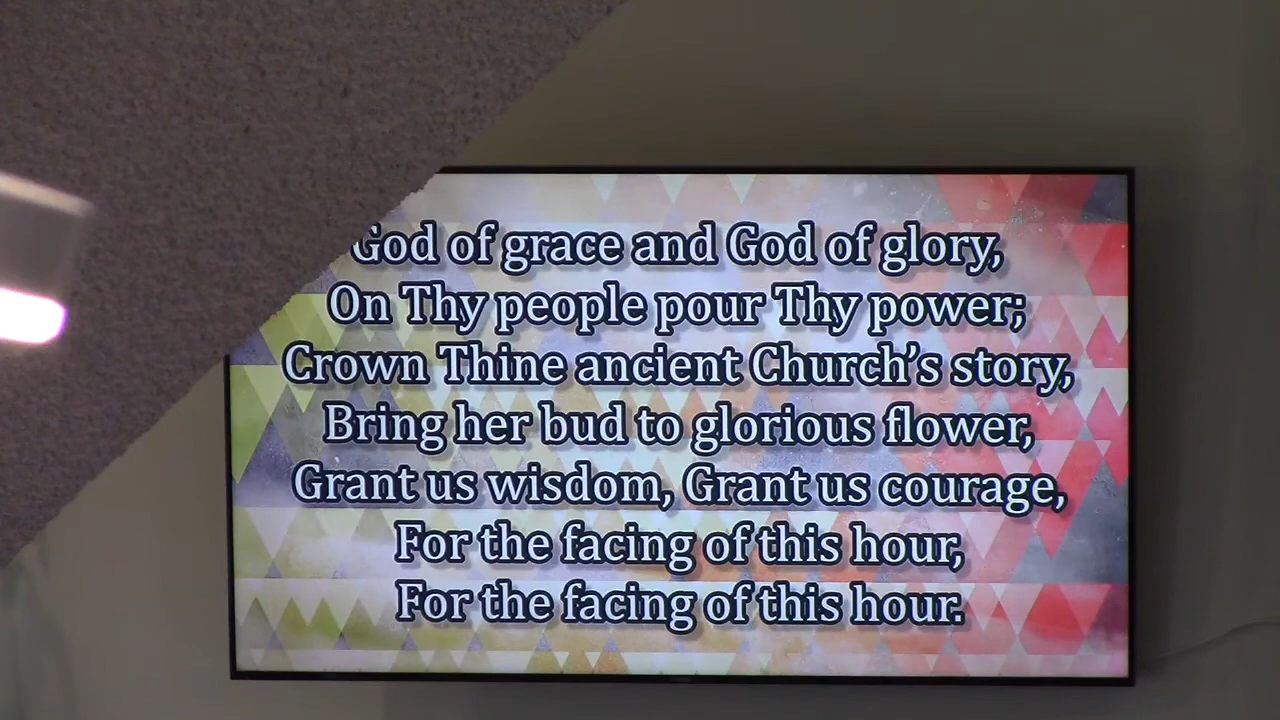 God of grace and God of glory,
On Thy people pour Thy power;
Crown Thine ancient Church's story,
Bring her bud to glorious flower,
Grant us wisdom, Grant us courage,
For the facing of this hour,
For the facing of this hour.